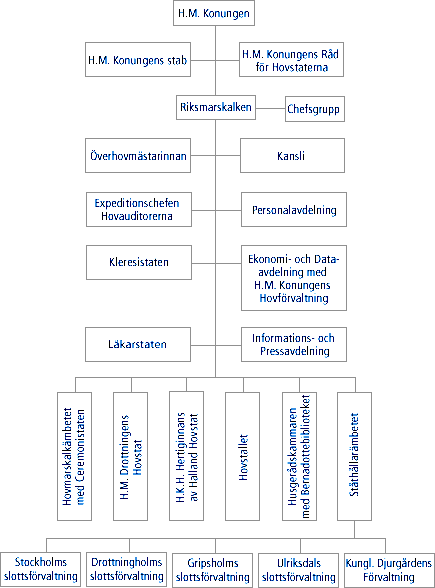 H.M. Konungen
H.M. Konungens stab
H.M. Konungens Råd
för Hovstaterna
Riksmarskalken
Chefsgrupp
Överhovmästarinnan
Kansli
Expeditionschefen
Hovauditorerna
Personalavdelning
Kleresistaten
Ekonomi- och Data-
avdelning med
H.M. Konungens
Hovförvaltning
Läkarstaten
Informations- och
Pressavdelning
Hovmarskalkämbetet
med Ceremonistaten
H.M. Drottningens
Hovstat
H.K.H. Hertiginnans
av Halland Hovstat
Hovstallet
Husgerådskammaren
med Bernadottebiblioteket
Ståthållarämbetet
Stockholms
slottsförvaltning
Drottningholms
slottsförvaltning
Gripsholms
slottsförvaltning
Ulriksdals
slottsförvaltning
Kungl. Djurgårdens
Förvaltning